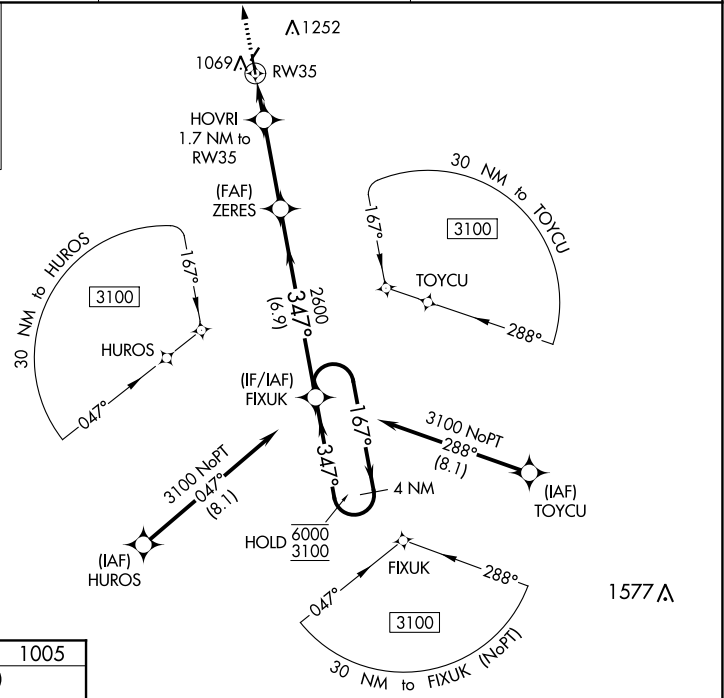 1252
1069
RW35
HOVRI
1.7 NM to
RW35
(FAF)
ZERES
30 NM to TOYCU
3100
167°
TOYCU
288°
30 NM to HUROS
3100
167°
HUROS
047°
2600
347°
(6.9)
(IF/IAF)
FIXUK
167°
347°
4 NM
HOLD 6000
3100
3100 NoPT
288°
(8.1)
(IAF)
TOYCU
3100 NoPT
047°
(8.1)
(IAF)
HUROS
FIXUK
047°
288°
3100
30 NM to FIXUK (NoPT)
1577
1005